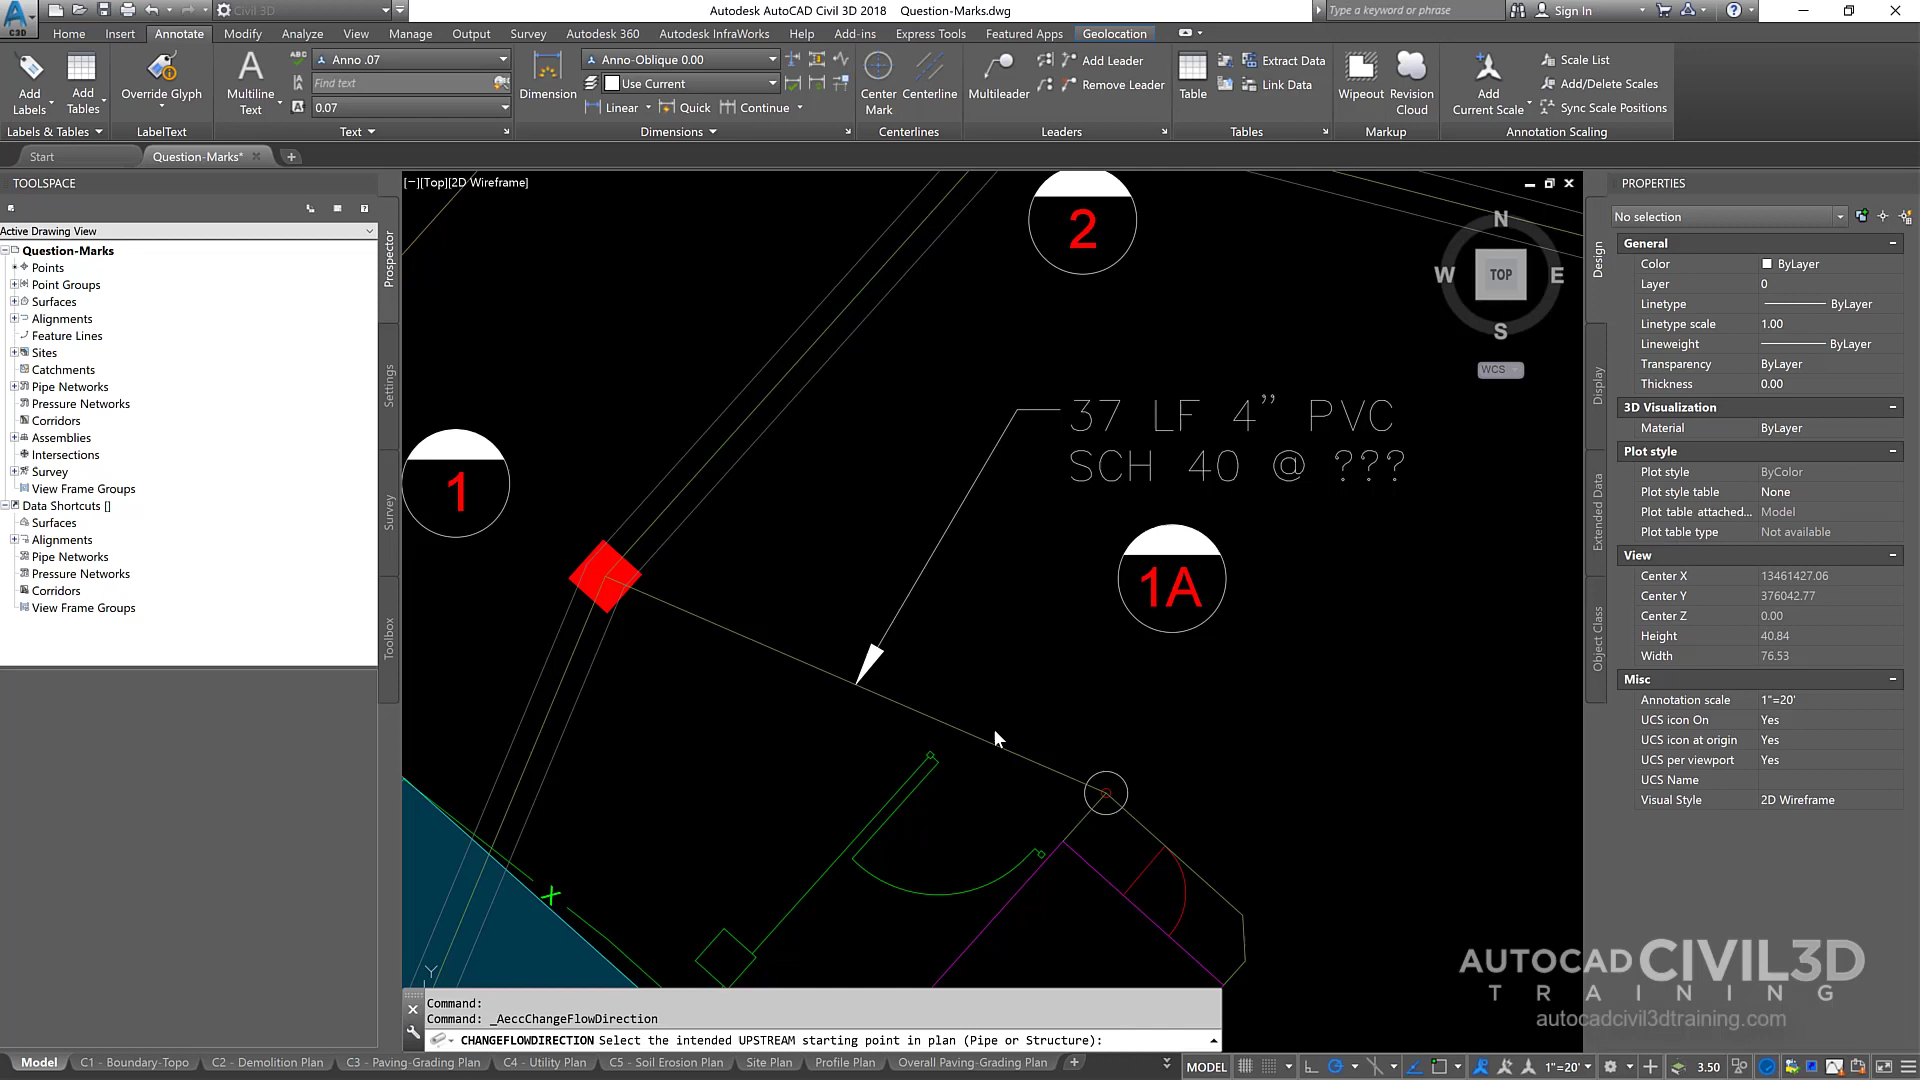 Civil 3D
Autodesk AutoCAD Civil 3D 2018 Question-Marks.dwg
Type a keyword or phrase
Sign In
C3D
Home Insert Annotate Modify Analyze View Manage Output Survey Autodesk 360 Autodesk InfraWorks Help Add-ins Express Tools Featured Apps Geolocation
Add Labels
Add Tables
Labels & Tables
Override Glyph
LabelText
Multiline Text
ABC
Anno .07
Find text
0.07
Text
Dimension
Anno-Oblique 0.00
Use Current
Linear Quick Continue
Dimensions
Center Mark
Centerline
Centerlines
Multileader
Add Leader
Remove Leader
Leaders
Table
Extract Data
Link Data
Tables
Wipeout
Revision Cloud
Markup
Add Current Scale
Scale List
Add/Delete Scales
Sync Scale Positions
Annotation Scaling
Start
Question-Marks*
TOOLSPACE
Active Drawing View
Question-Marks
Points
Point Groups
Surfaces
Alignments
Feature Lines
Sites
Catchments
Pipe Networks
Pressure Networks
Corridors
Assemblies
Intersections
Survey
View Frame Groups
Data Shortcuts []
Surfaces
Alignments
Pipe Networks
Pressure Networks
Corridors
View Frame Groups
Prospector
Settings
Survey
Toolbox
[−][Top][2D Wireframe]
2
1
37 LF 4” PVC
SCH 40 @ ???
1A
X
Y
N
W TOP E
S
WCS
Command:
Command: _AeccChangeFlowDirection
CHANGEFLOWDIRECTION Select the intended UPSTREAM starting point in plan (Pipe or Structure):
PROPERTIES
No selection
Design
Display
Extended Data
Object Class
General
Color ByLayer
Layer 0
Linetype ByLayer
Linetype scale 1.00
Lineweight ByLayer
Transparency ByLayer
Thickness 0.00
3D Visualization
Material ByLayer
Plot style
Plot style ByColor
Plot style table None
Plot table attached... Model
Plot table type Not available
View
Center X 13461427.06
Center Y 376042.77
Center Z 0.00
Height 40.84
Width 76.53
Misc
Annotation scale 1"=20'
UCS icon On Yes
UCS icon at origin Yes
UCS per viewport Yes
UCS Name
Visual Style 2D Wireframe
AUTOCAD CIVIL3D
TRAINING
autocadcivil3dtraining.com
Model C1 - Boundary-Topo C2 - Demolition Plan C3 - Paving-Grading Plan C4 - Utility Plan C5 - Soil Erosion Plan Site Plan Profile Plan Overall Paving-Grading Plan
MODEL 1"=20' 3.50